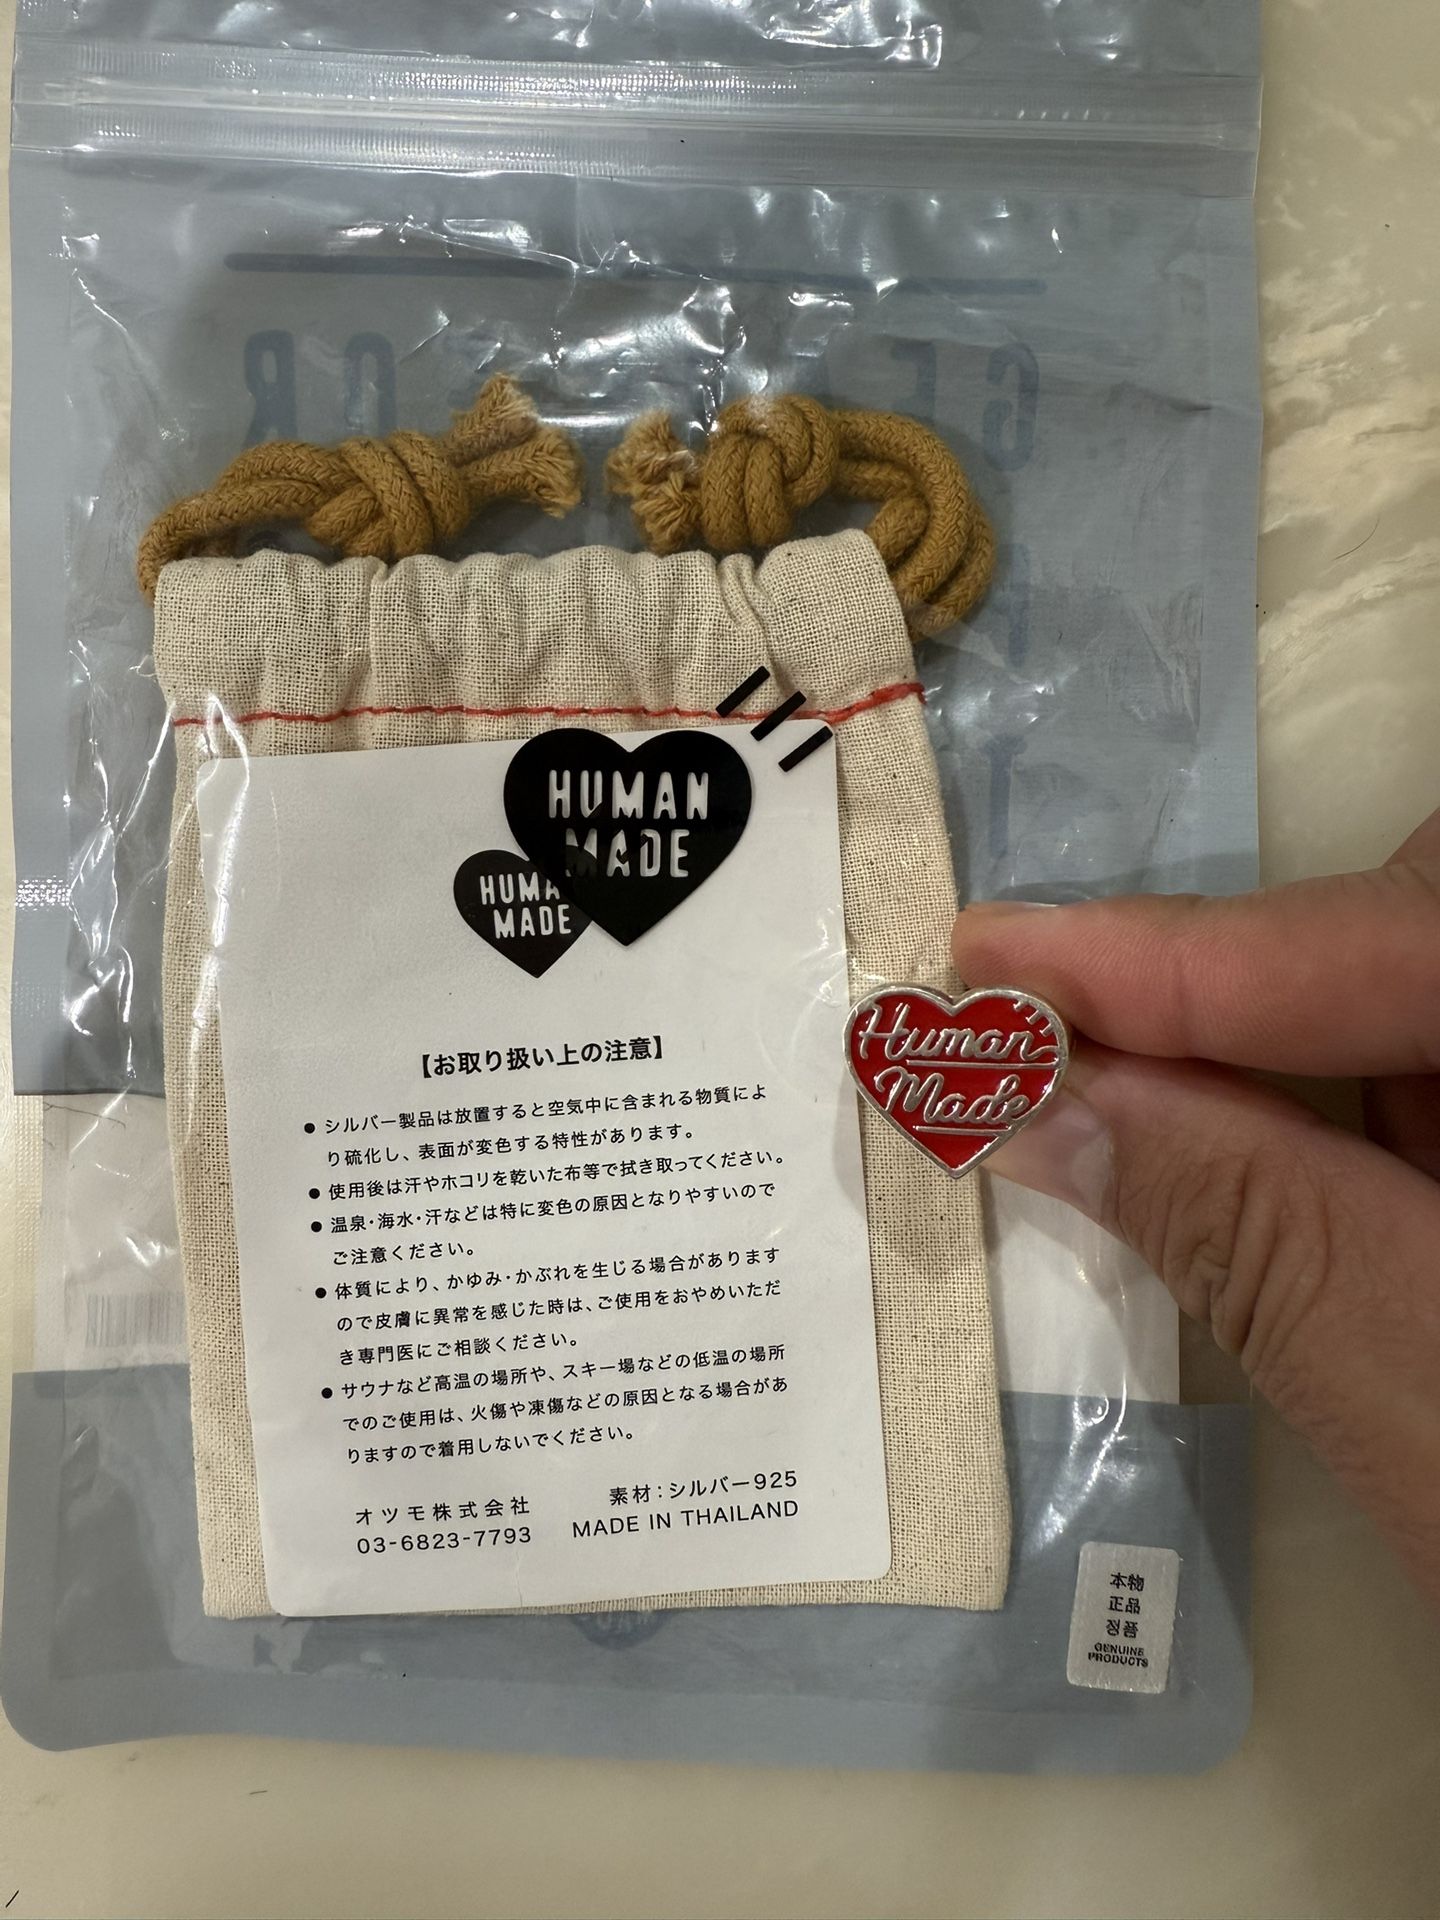 HUMAN
MADE
HUMA
MADE
Human
Made
【お取り扱い上の注意】
● シルバー製品は放置すると空気中に含まれる物質によ
り硫化し、表面が変色する特性があります。
● 使用後は汗やホコリを乾いた布等で拭き取ってください。
● 温泉・海水・汗などは特に変色の原因となりやすいので
ご注意ください。
● 体質により、かゆみ・かぶれを生じる場合があります
ので皮膚に異常を感じた時は、ご使用をおやめいただ
き専門医にご相談ください。
● サウナなど高温の場所や、スキー場などの低温の場所
でのご使用は、火傷や凍傷などの原因となる場合があ
りますので着用しないでください。
オツモ株式会社
03-6823-7793
素材：シルバー925
MADE IN THAILAND
本物
正品
정품
GENUINE
PRODUCTS